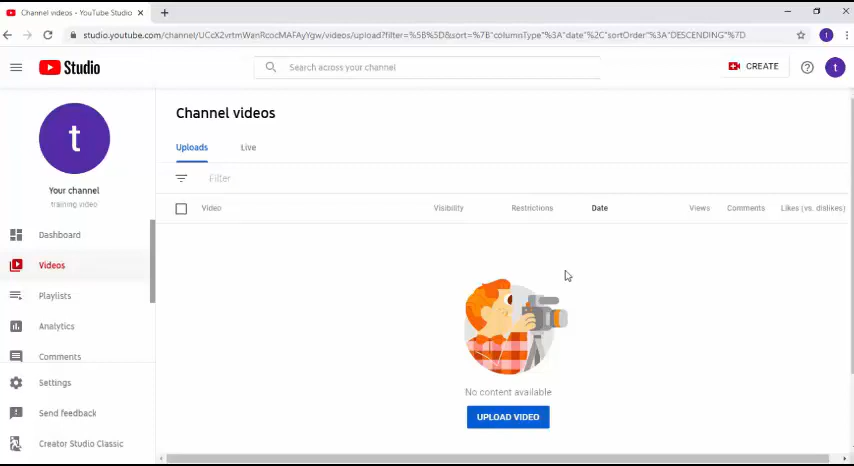 Channel videos - YouTube Studio
studio.youtube.com/channel/UCcX2vrtmWanRcocMAFAyYgw/videos/upload?filter=%5B%5D&sort=%7B"columnType"%3A"date"%2C"sortOrder"%3A"DESCENDING"%7D
t
Studio
Search across your channel
CREATE
t
t
Your channel
training video
Dashboard
Videos
Playlists
Analytics
Comments
Settings
Send feedback
Creator Studio Classic
Channel videos
Uploads
Live
Filter
Video
Visibility
Restrictions
Date
Views
Comments
Likes (vs. dislikes)
No content available
UPLOAD VIDEO